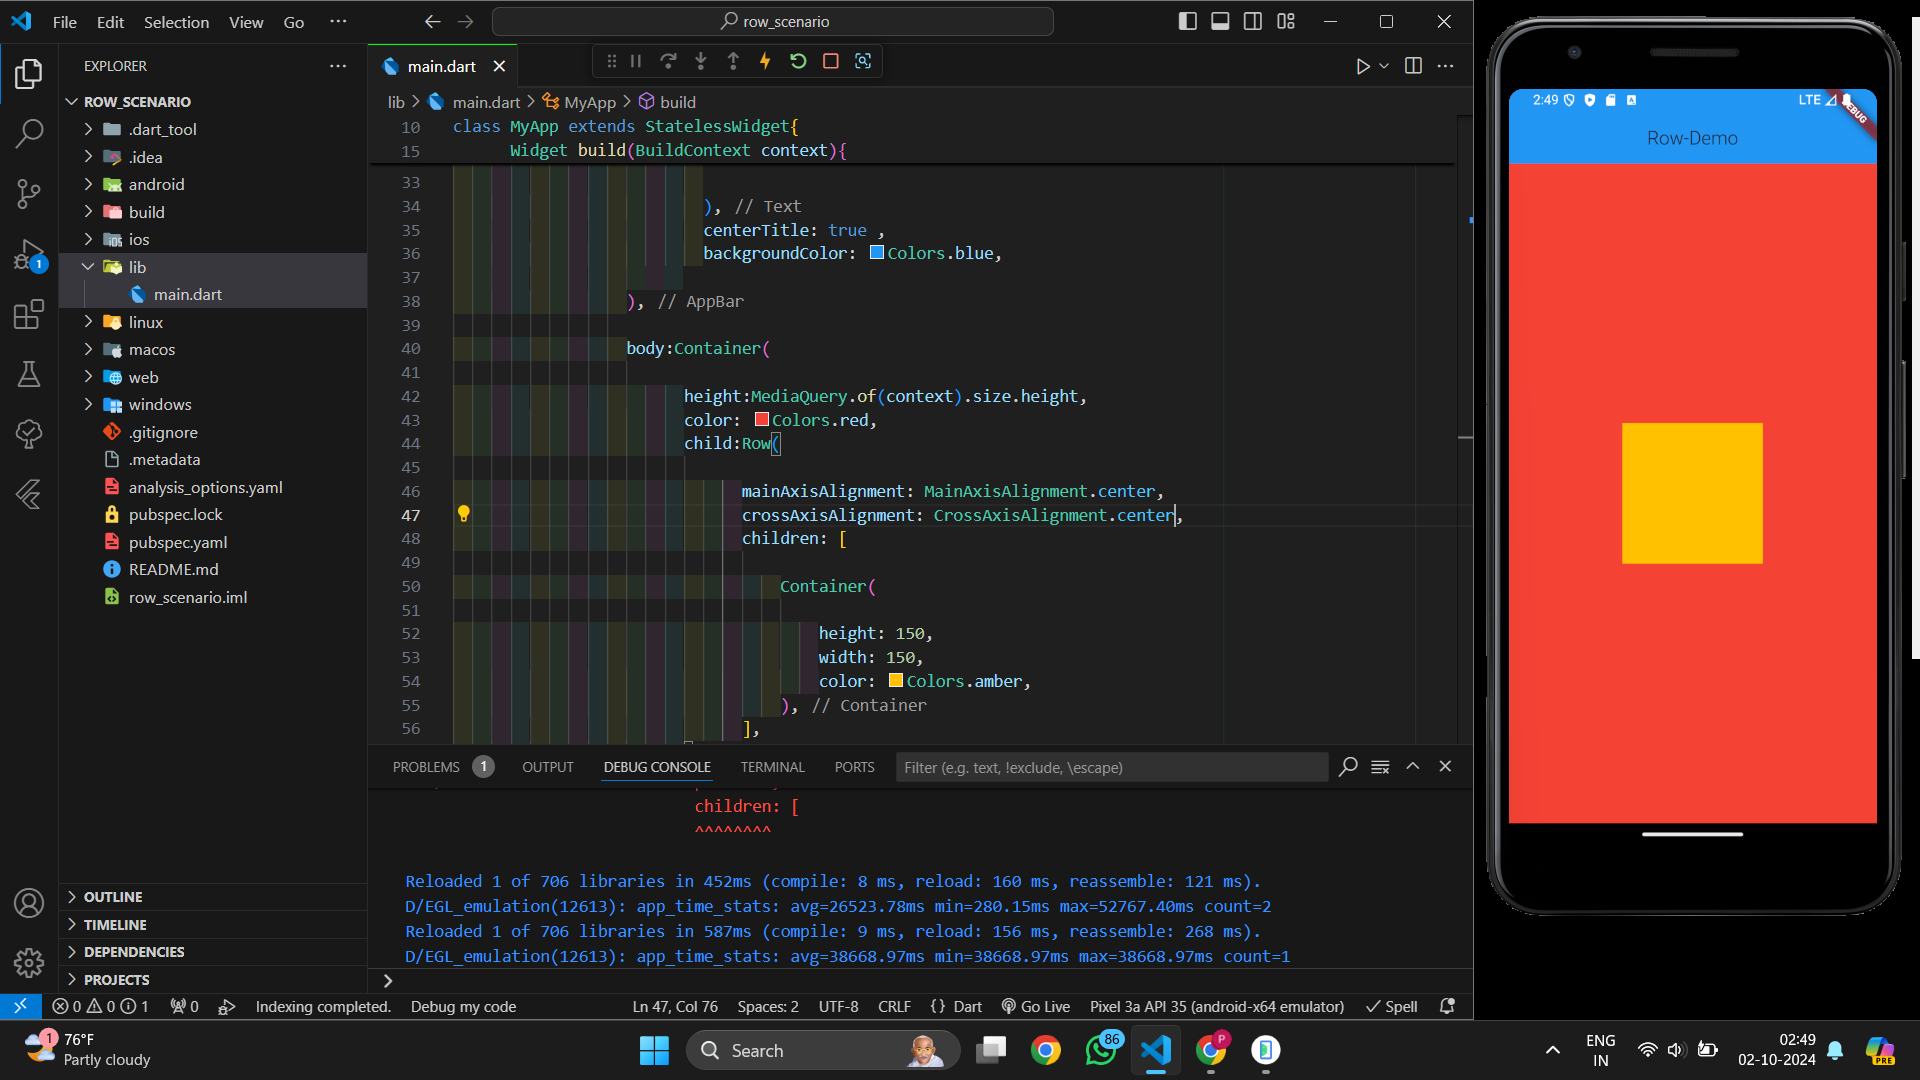 File Edit Selection View Go ···
row_scenario
EXPLORER ···
ROW_SCENARIO
.dart_tool
.idea
android
build
ios
lib
main.dart
linux
macos
web
windows
.gitignore
.metadata
analysis_options.yaml
pubspec.lock
pubspec.yaml
README.md
row_scenario.iml
OUTLINE
TIMELINE
DEPENDENCIES
PROJECTS
1
main.dart
lib > main.dart > MyApp > build
10 class MyApp extends StatelessWidget{
15 Widget build(BuildContext context){
33
34 ), // Text
35 centerTitle: true ,
36 backgroundColor: Colors.blue,
37
38 ), // AppBar
39
40 body:Container(
41
42 height:MediaQuery.of(context).size.height,
43 color: Colors.red,
44 child:Row(
45
46 mainAxisAlignment: MainAxisAlignment.center,
47 crossAxisAlignment: CrossAxisAlignment.center,
48 children: [
49
50 Container(
51
52 height: 150,
53 width: 150,
54 color: Colors.amber,
55 ), // Container
56 ],
PROBLEMS 1 OUTPUT DEBUG CONSOLE TERMINAL PORTS Filter (e.g. text, !exclude, \escape)
children: [
^^^^^^^^
Reloaded 1 of 706 libraries in 452ms (compile: 8 ms, reload: 160 ms, reassemble: 121 ms).
D/EGL_emulation(12613): app_time_stats: avg=26523.78ms min=280.15ms max=52767.40ms count=2
Reloaded 1 of 706 libraries in 587ms (compile: 9 ms, reload: 156 ms, reassemble: 268 ms).
D/EGL_emulation(12613): app_time_stats: avg=38668.97ms min=38668.97ms max=38668.97ms count=1
>
0 0 1 0 Indexing completed. Debug my code Ln 47, Col 76 Spaces: 2 UTF-8 CRLF {} Dart Go Live Pixel 3a API 35 (android-x64 emulator) Spell
2:49 LTE
DEBUG
Row-Demo
1
76°F
Partly cloudy
Search
86
P
ENG
IN
02:49
02-10-2024
PRE